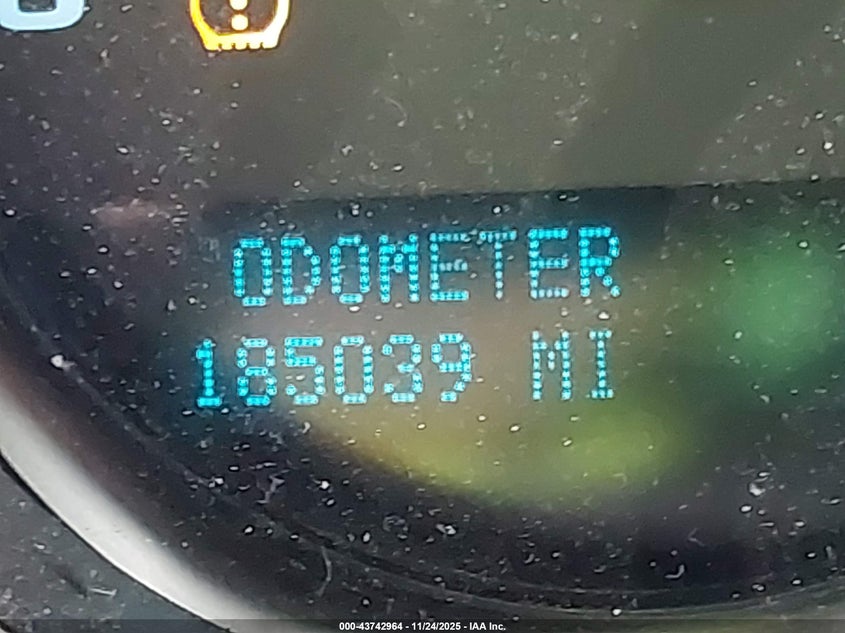 ODOMETER
185039 MI
000-43742964 - 11/24/2025 - IAA Inc.